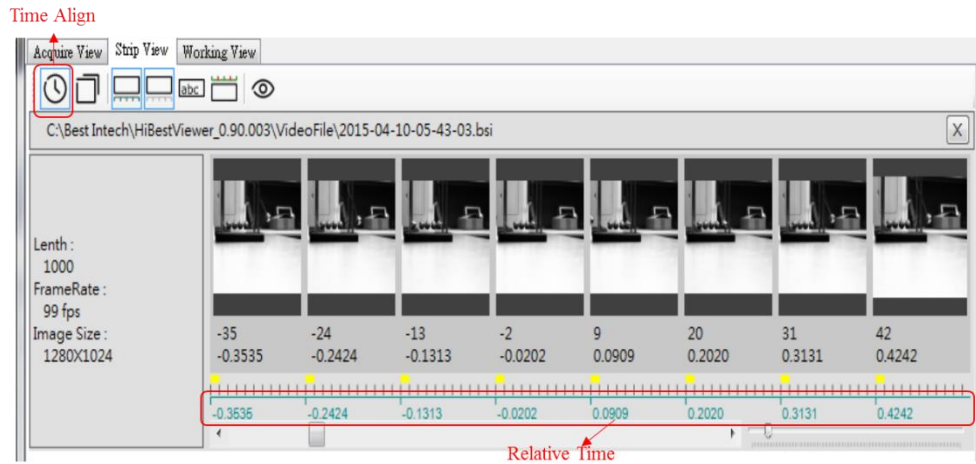 Time Align
Acquire View Strip View Working View
abc
C:\Best Intech\HiBestViewer_0.90.003\VideoFile\2015-04-10-05-43-03.bsi X
Lenth :
1000
FrameRate :
99 fps
Image Size :
1280X1024
-35 -24 -13 -2 9 20 31 42
-0.3535 -0.2424 -0.1313 -0.0202 0.0909 0.2020 0.3131 0.4242
-0.3636 -0.2424 -0.1313 -0.0202 0.0909 0.2020 0.3131 0.4242
Relative Time